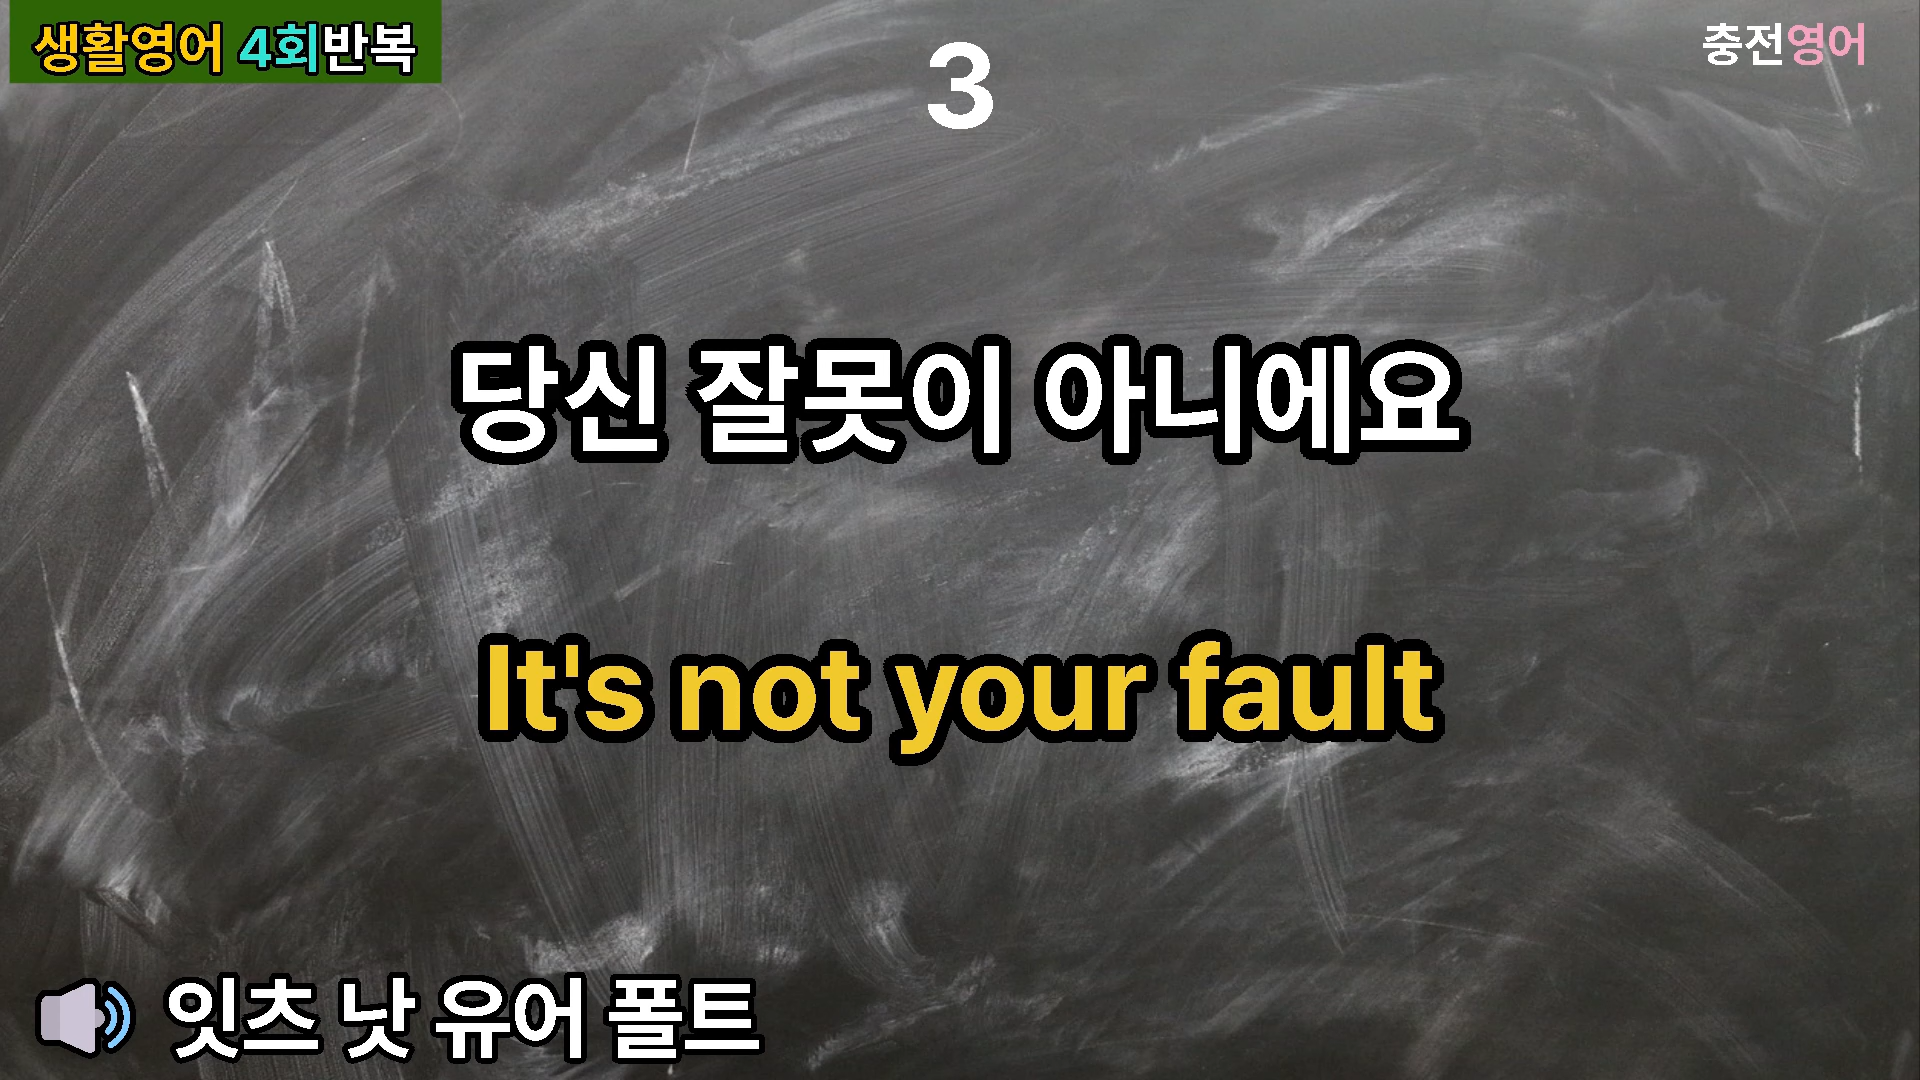 생활영어 4회반복
3
충전영어
당신 잘못이 아니에요
It's not your fault
잇츠 낫 유어 폴트